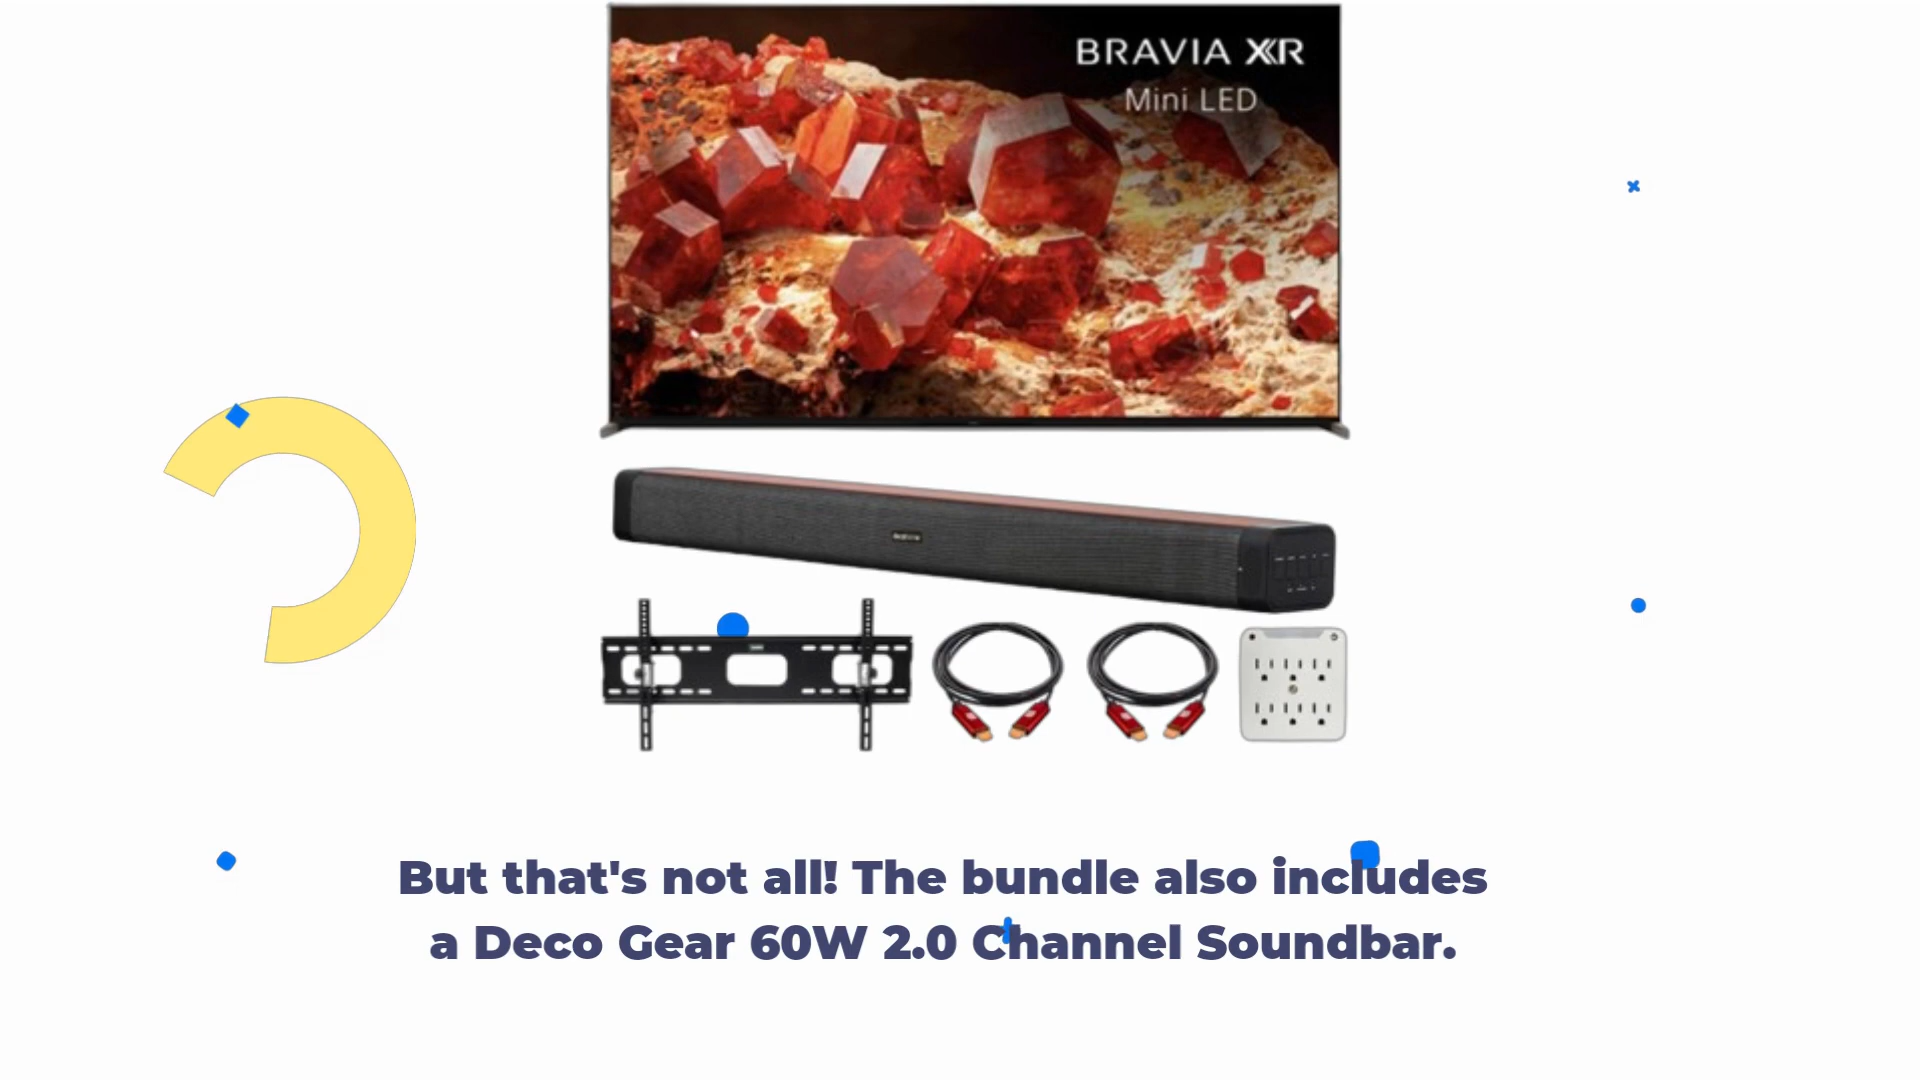 BRAVIA XR
Mini LED
But that's not all! The bundle also includes
a Deco Gear 60W 2.0 Channel Soundbar.